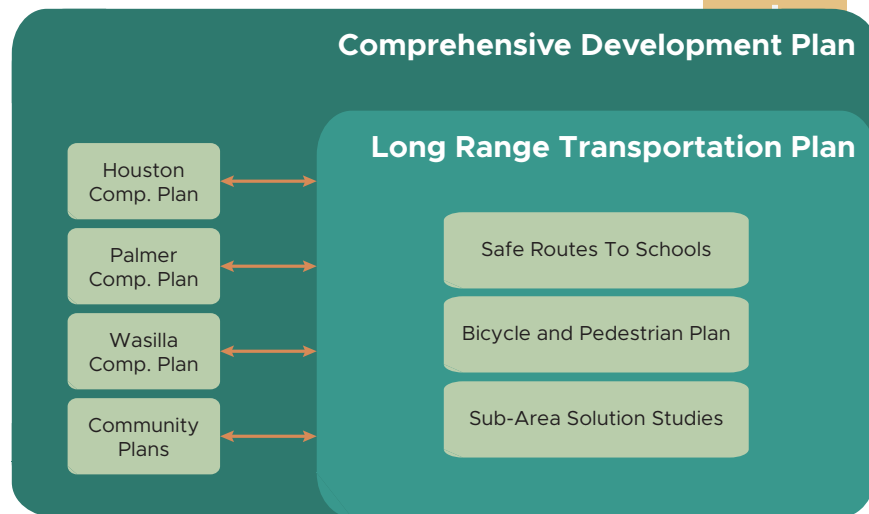 Comprehensive Development Plan
Long Range Transportation Plan
Houston
Comp. Plan
Palmer
Comp. Plan
Wasilla
Comp. Plan
Community
Plans
Safe Routes To Schools
Bicycle and Pedestrian Plan
Sub-Area Solution Studies